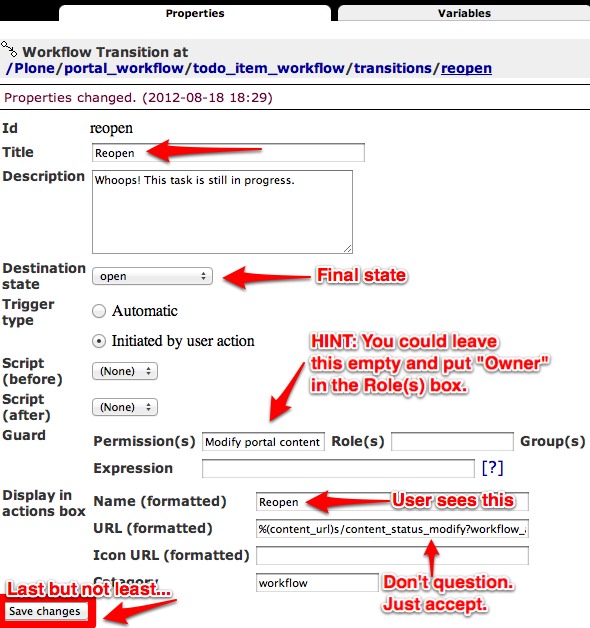 Properties
Variables
Workflow Transition at
/Plone/portal_workflow/todo_item_workflow/transitions/reopen
Properties changed. (2012-08-18 18:29)
Id reopen
Title Reopen
Description Whoops! This task is still in progress.
Destination state open Final state
Trigger type Automatic
Initiated by user action
HINT: You could leave
this empty and put "Owner"
in the Role(s) box.
Script (before) (None)
Script (after) (None)
Guard Permission(s) Modify portal content Role(s) Group(s)
Expression [?]
Display in actions box Name (formatted) Reopen User sees this
URL (formatted) %(content_url)s/content_status_modify?workflow_
Icon URL (formatted)
Category workflow
Don't question.
Just accept.
Last but not least...
Save changes